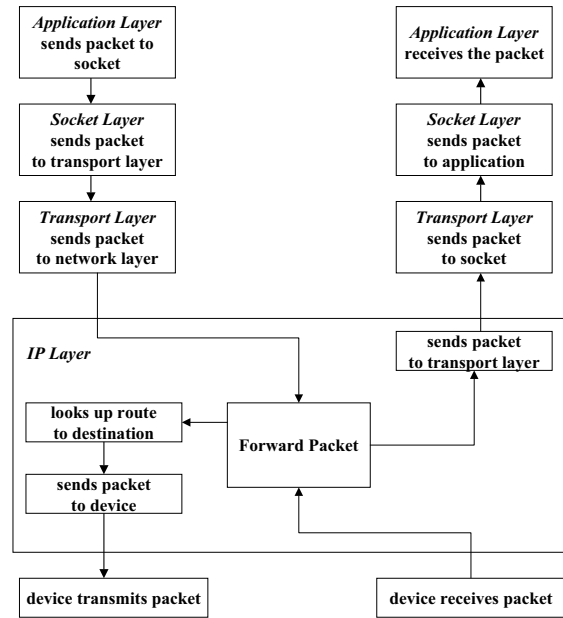 Application Layer
sends packet to
socket
Socket Layer
sends packet
to transport layer
Transport Layer
sends packet
to network layer
Application Layer
receives the packet
Socket Layer
sends packet
to application
Transport Layer
sends packet
to socket
IP Layer
sends packet
to transport layer
looks up route
to destination
Forward Packet
sends packet
to device
device transmits packet
device receives packet